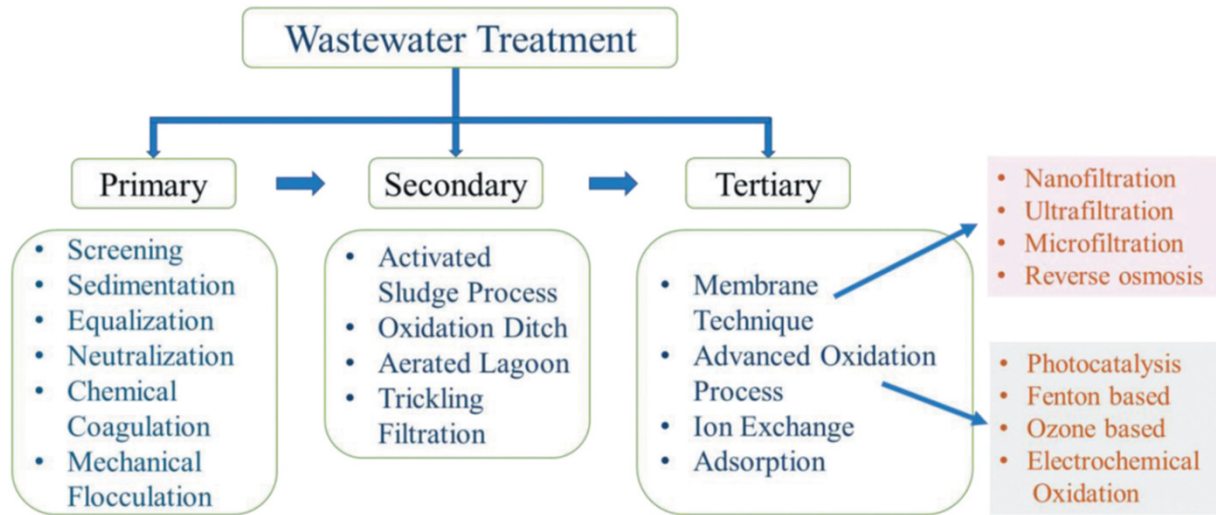 Wastewater Treatment
Primary
Secondary
Tertiary
• Screening
• Sedimentation
• Equalization
• Neutralization
• Chemical
Coagulation
• Mechanical
Flocculation
• Activated
Sludge Process
• Oxidation Ditch
• Aerated Lagoon
• Trickling
Filtration
• Membrane
Technique
• Advanced Oxidation
Process
• Ion Exchange
• Adsorption
• Nanofiltration
• Ultrafiltration
• Microfiltration
• Reverse osmosis
• Photocatalysis
• Fenton based
• Ozone based
• Electrochemical
Oxidation